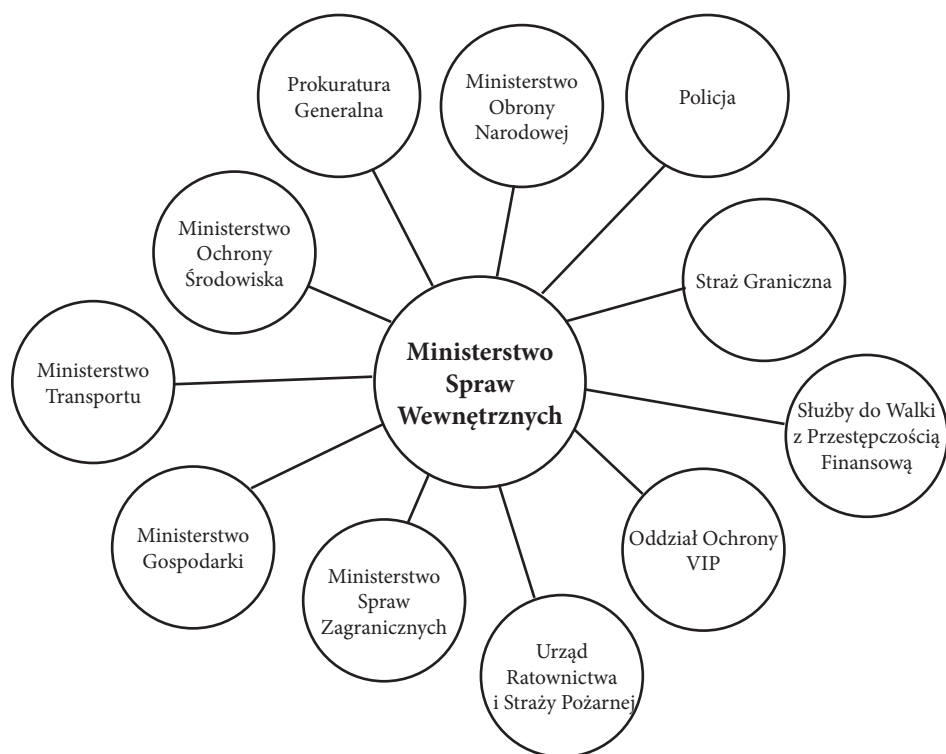 Prokuratura
Generalna
Ministerstwo
Obrony
Narodowej
Policja
Ministerstwo
Ochrony
Środowiska
Straż Graniczna
Ministerstwo
Spraw
Wewnętrznych
Ministerstwo
Transportu
Służby do Walki
z Przestępczością
Finansową
Ministerstwo
Gospodarki
Oddział Ochrony
VIP
Ministerstwo
Spraw
Zagranicznych
Urząd
Ratownictwa
i Straży Pożarnej